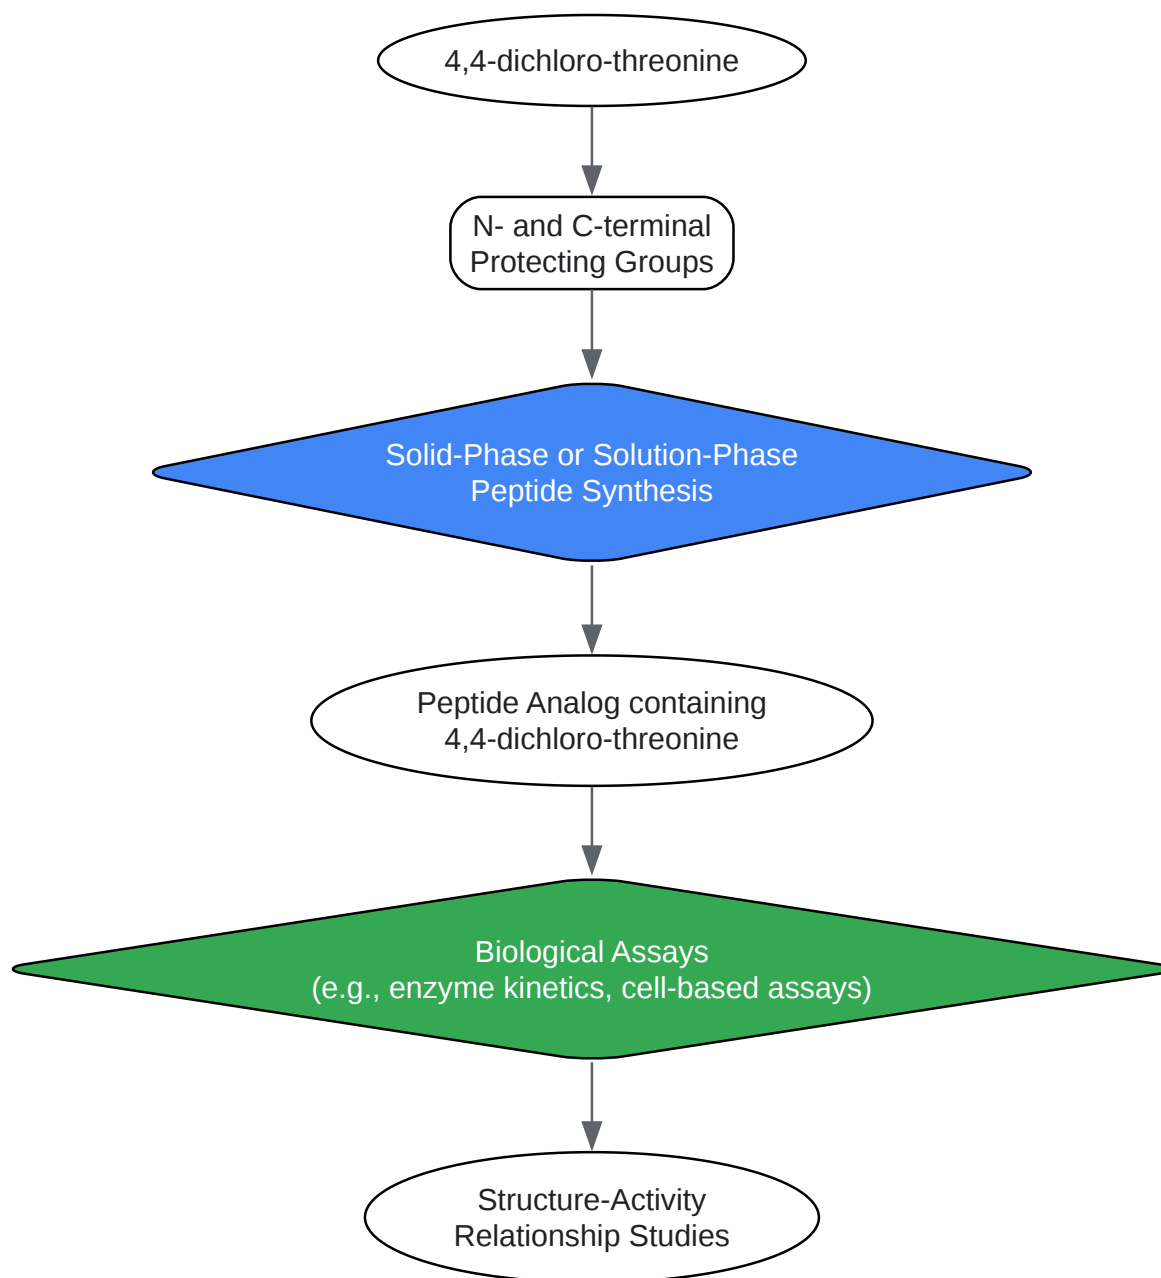 4,4-dichloro-threonine
N- and C-terminal
Protecting Groups
Solid-Phase or Solution-Phase
Peptide Synthesis
Peptide Analog containing
4,4-dichloro-threonine
Biological Assays
(e.g., enzyme kinetics, cell-based assays)
Structure-Activity
Relationship Studies